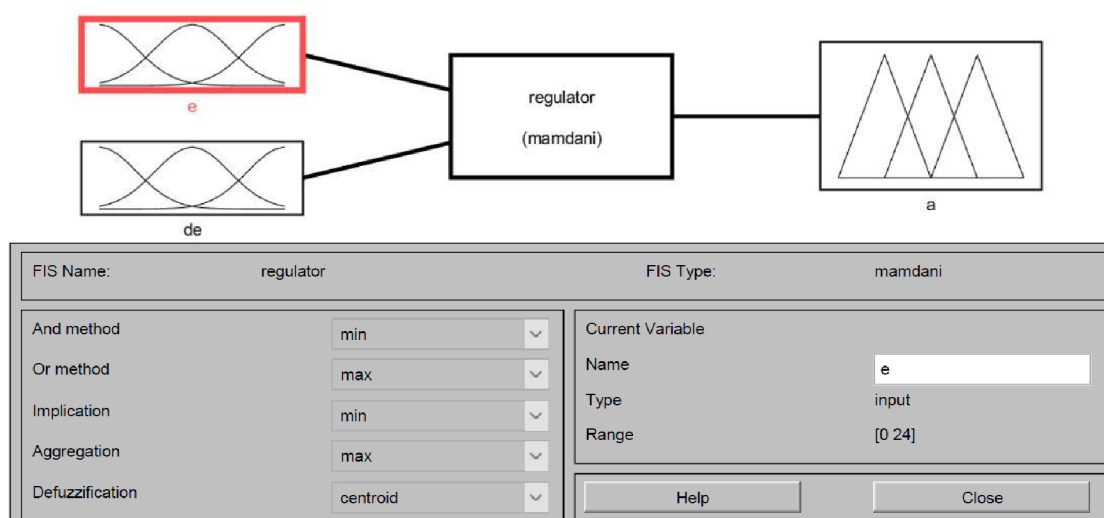 e
regulator
(mamdani)
de
a
FIS Name: regulator FIS Type: mamdani
And method min
Or method max
Implication min
Aggregation max
Defuzzification centroid
Current Variable
Name e
Type input
Range [0 24]
Help Close